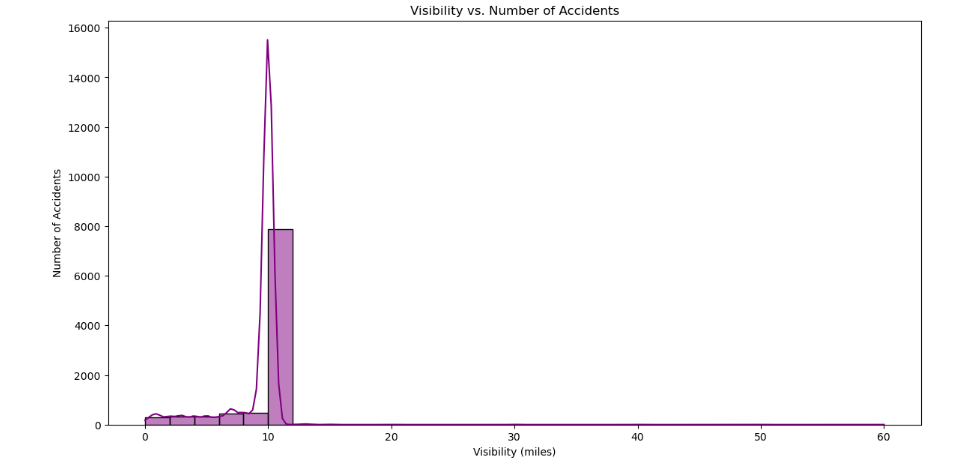 Visibility vs. Number of Accidents
16000
14000
12000
10000
8000
6000
4000
2000
0
Number of Accidents
0 10 20 30 40 50 60
Visibility (miles)